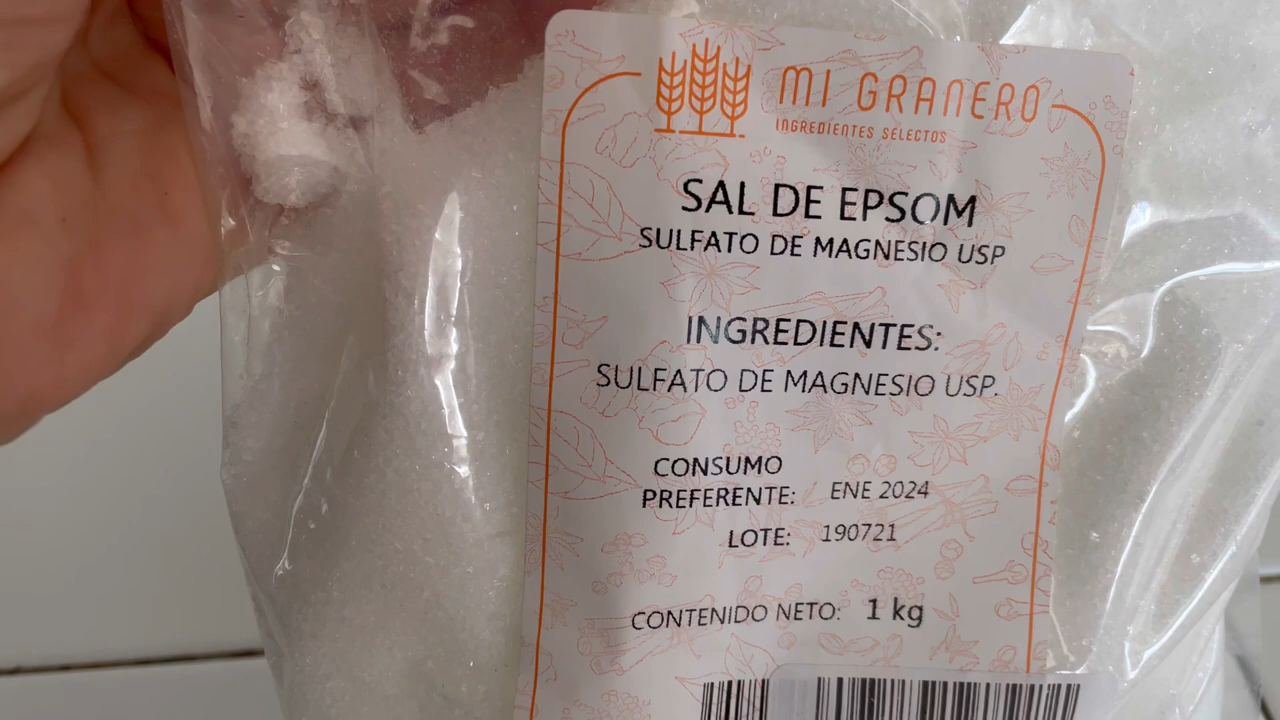 MI GRANERO
INGREDIENTES SELECTOS
SAL DE EPSOM
SULFATO DE MAGNESIO USP
INGREDIENTES:
SULFATO DE MAGNESIO USP.
CONSUMO
PREFERENTE: ENE 2024
LOTE: 190721
CONTENIDO NETO: 1 kg